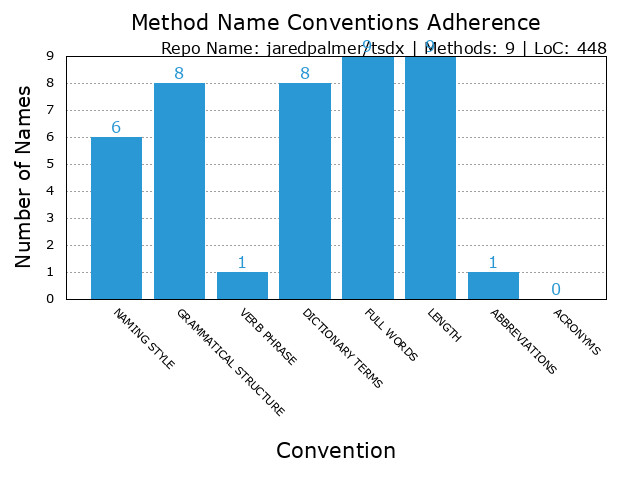 Method Name Conventions Adherence
Repo Name: jaredpalmer/tsdx | Methods: 9 | LoC: 448
Number of Names
9
8
7
6
5
4
3
2
1
0
6
8
1
8
9
9
1
0
NAMING STYLE
GRAMMATICAL STRUCTURE
VERB PHRASE
DICTIONARY TERMS
FULL WORDS
LENGTH
ABBREVIATIONS
ACRONYMS
Convention